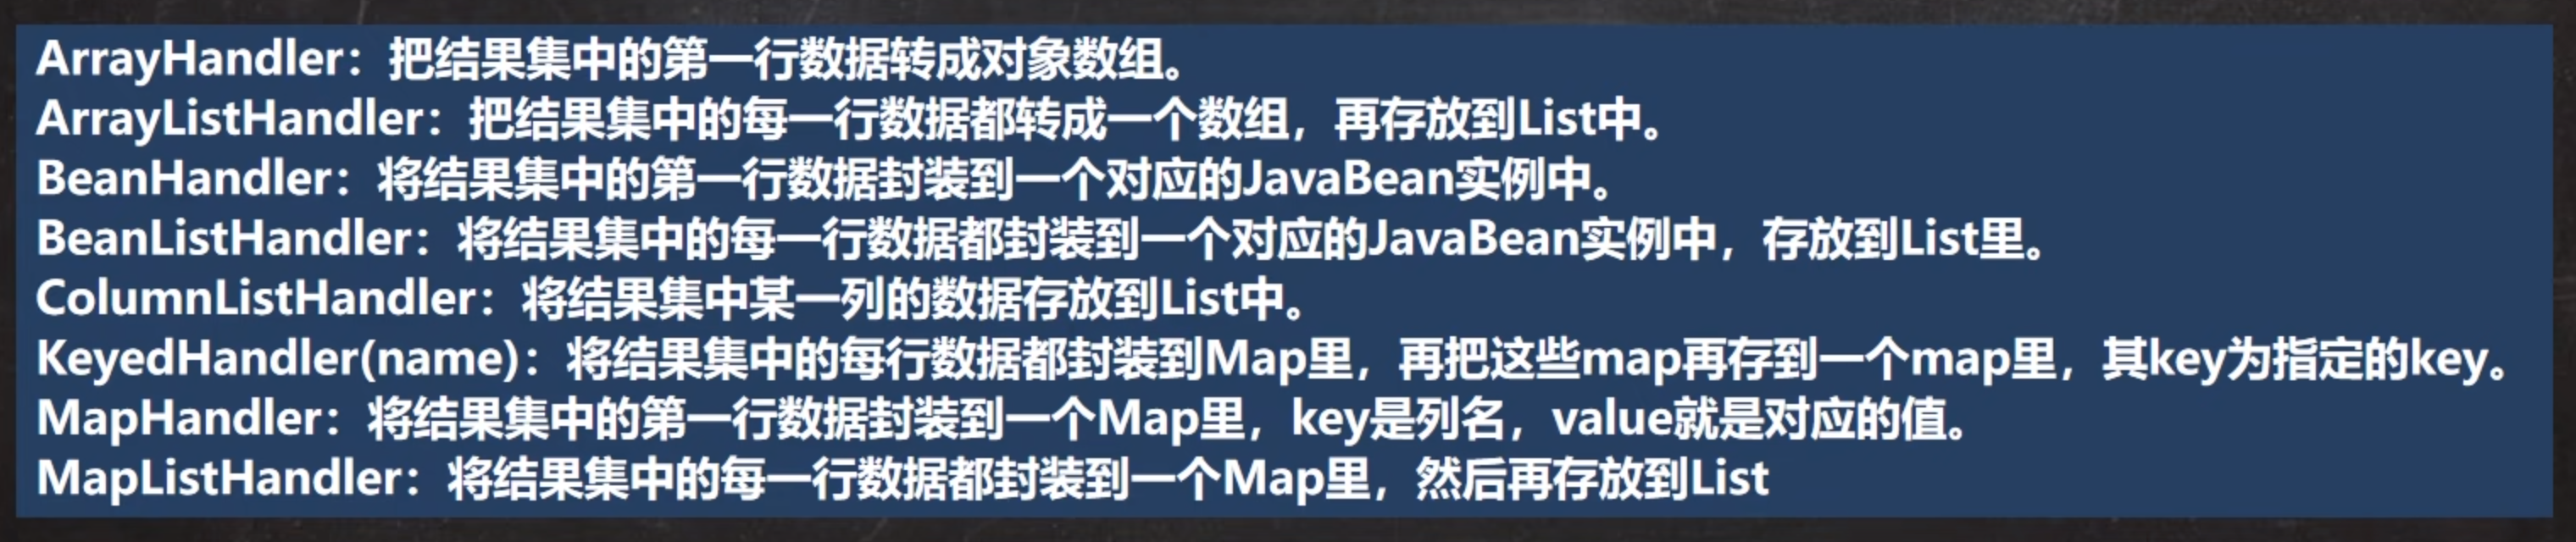 ArrayHandler：把结果集中的第一行数据转成对象数组。
ArrayListHandler：把结果集中的每一行数据都转成一个数组，再存放到List中。
BeanHandler：将结果集中的第一行数据封装到一个对应的JavaBean实例中。
BeanListHandler：将结果集中的每一行数据都封装到一个对应的JavaBean实例中，存放到List里。
ColumnListHandler：将结果集中某一列的数据存放到List中。
KeyedHandler(name)：将结果集中的每行数据都封装到Map里，再把这些map再存到一个map里，其key为指定的key。
MapHandler：将结果集中的第一行数据封装到一个Map里，key是列名，value就是对应的值。
MapListHandler：将结果集中的每一行数据都封装到一个Map里，然后再存放到List